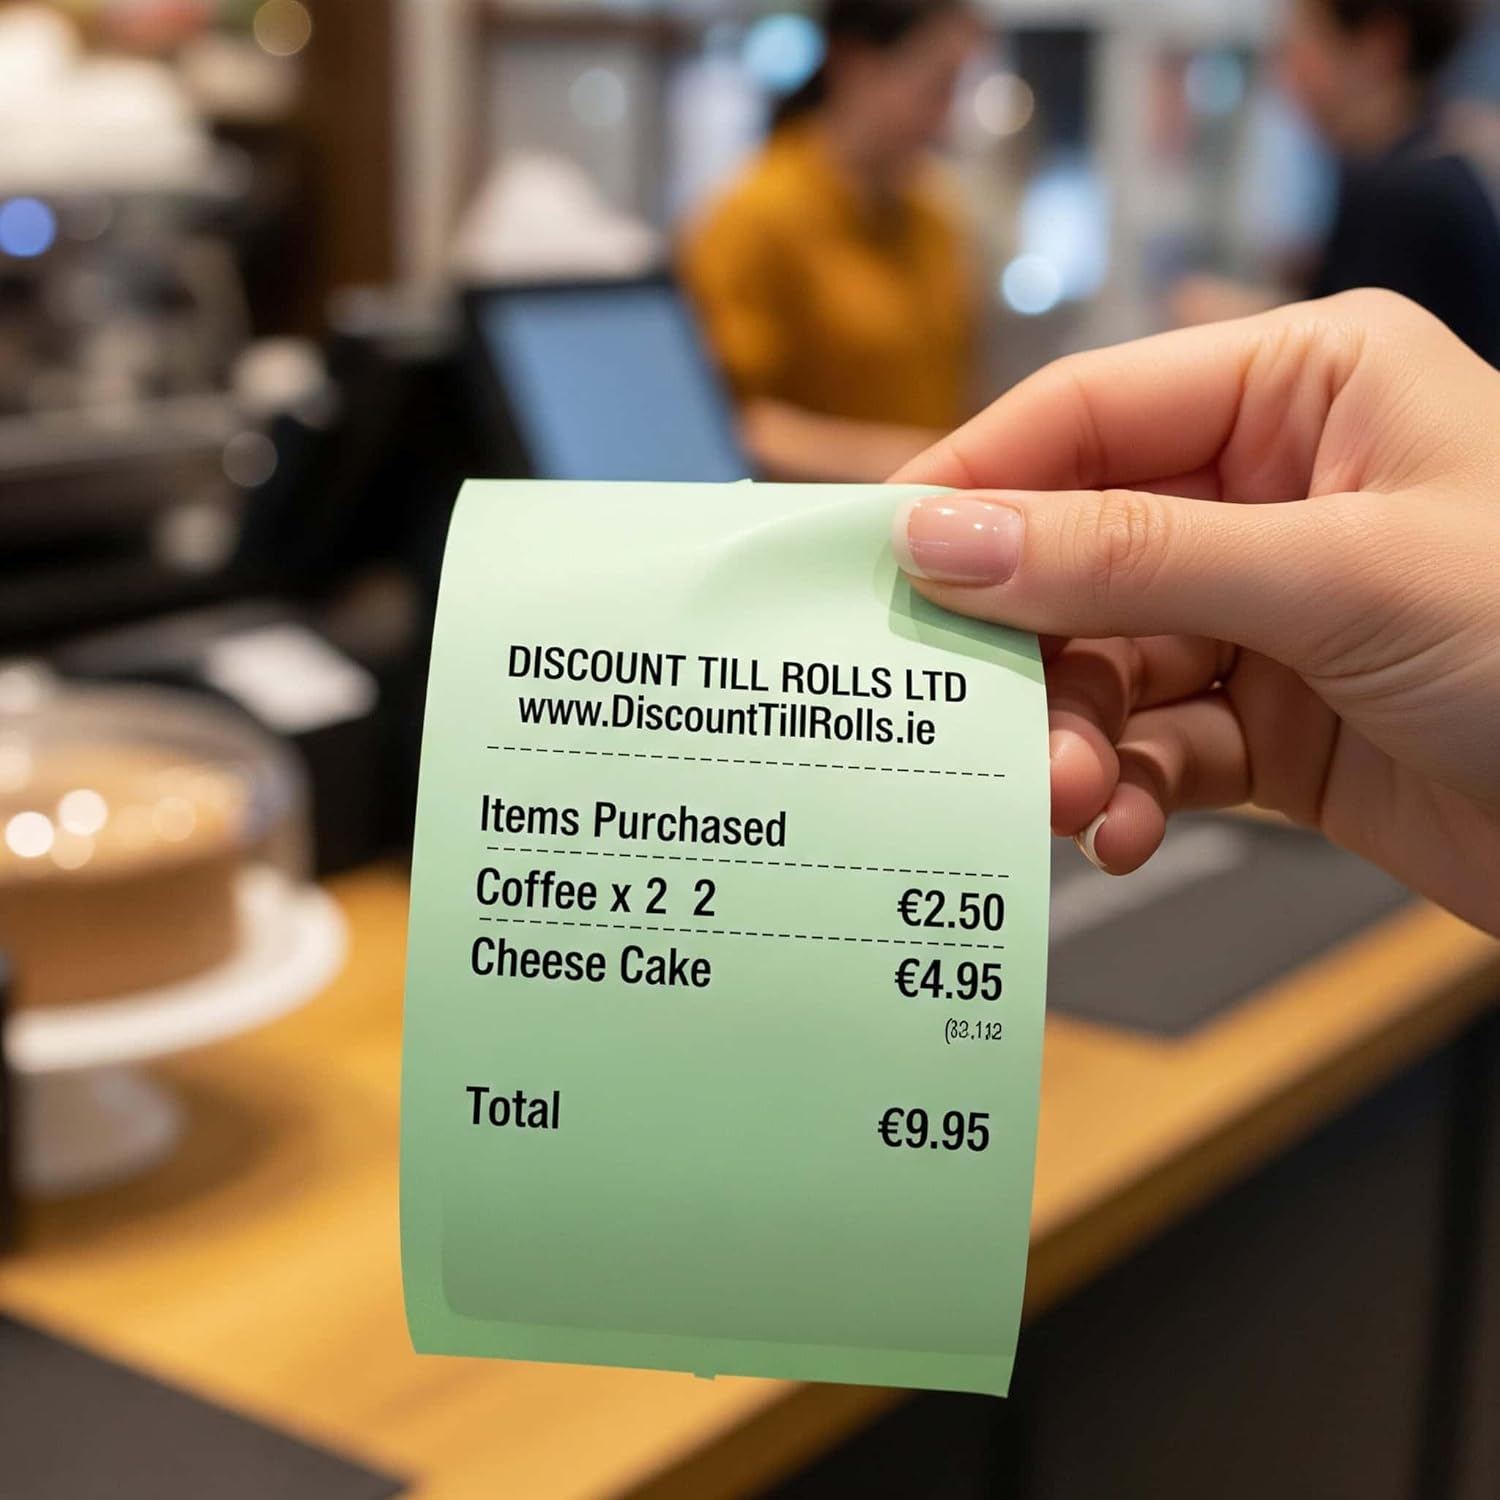 DISCOUNT TILL ROLLS LTD
www.DiscountTillRolls.ie
Items Purchased
Coffee x 2 2 €2.50
Cheese Cake €4.95
Total €9.95